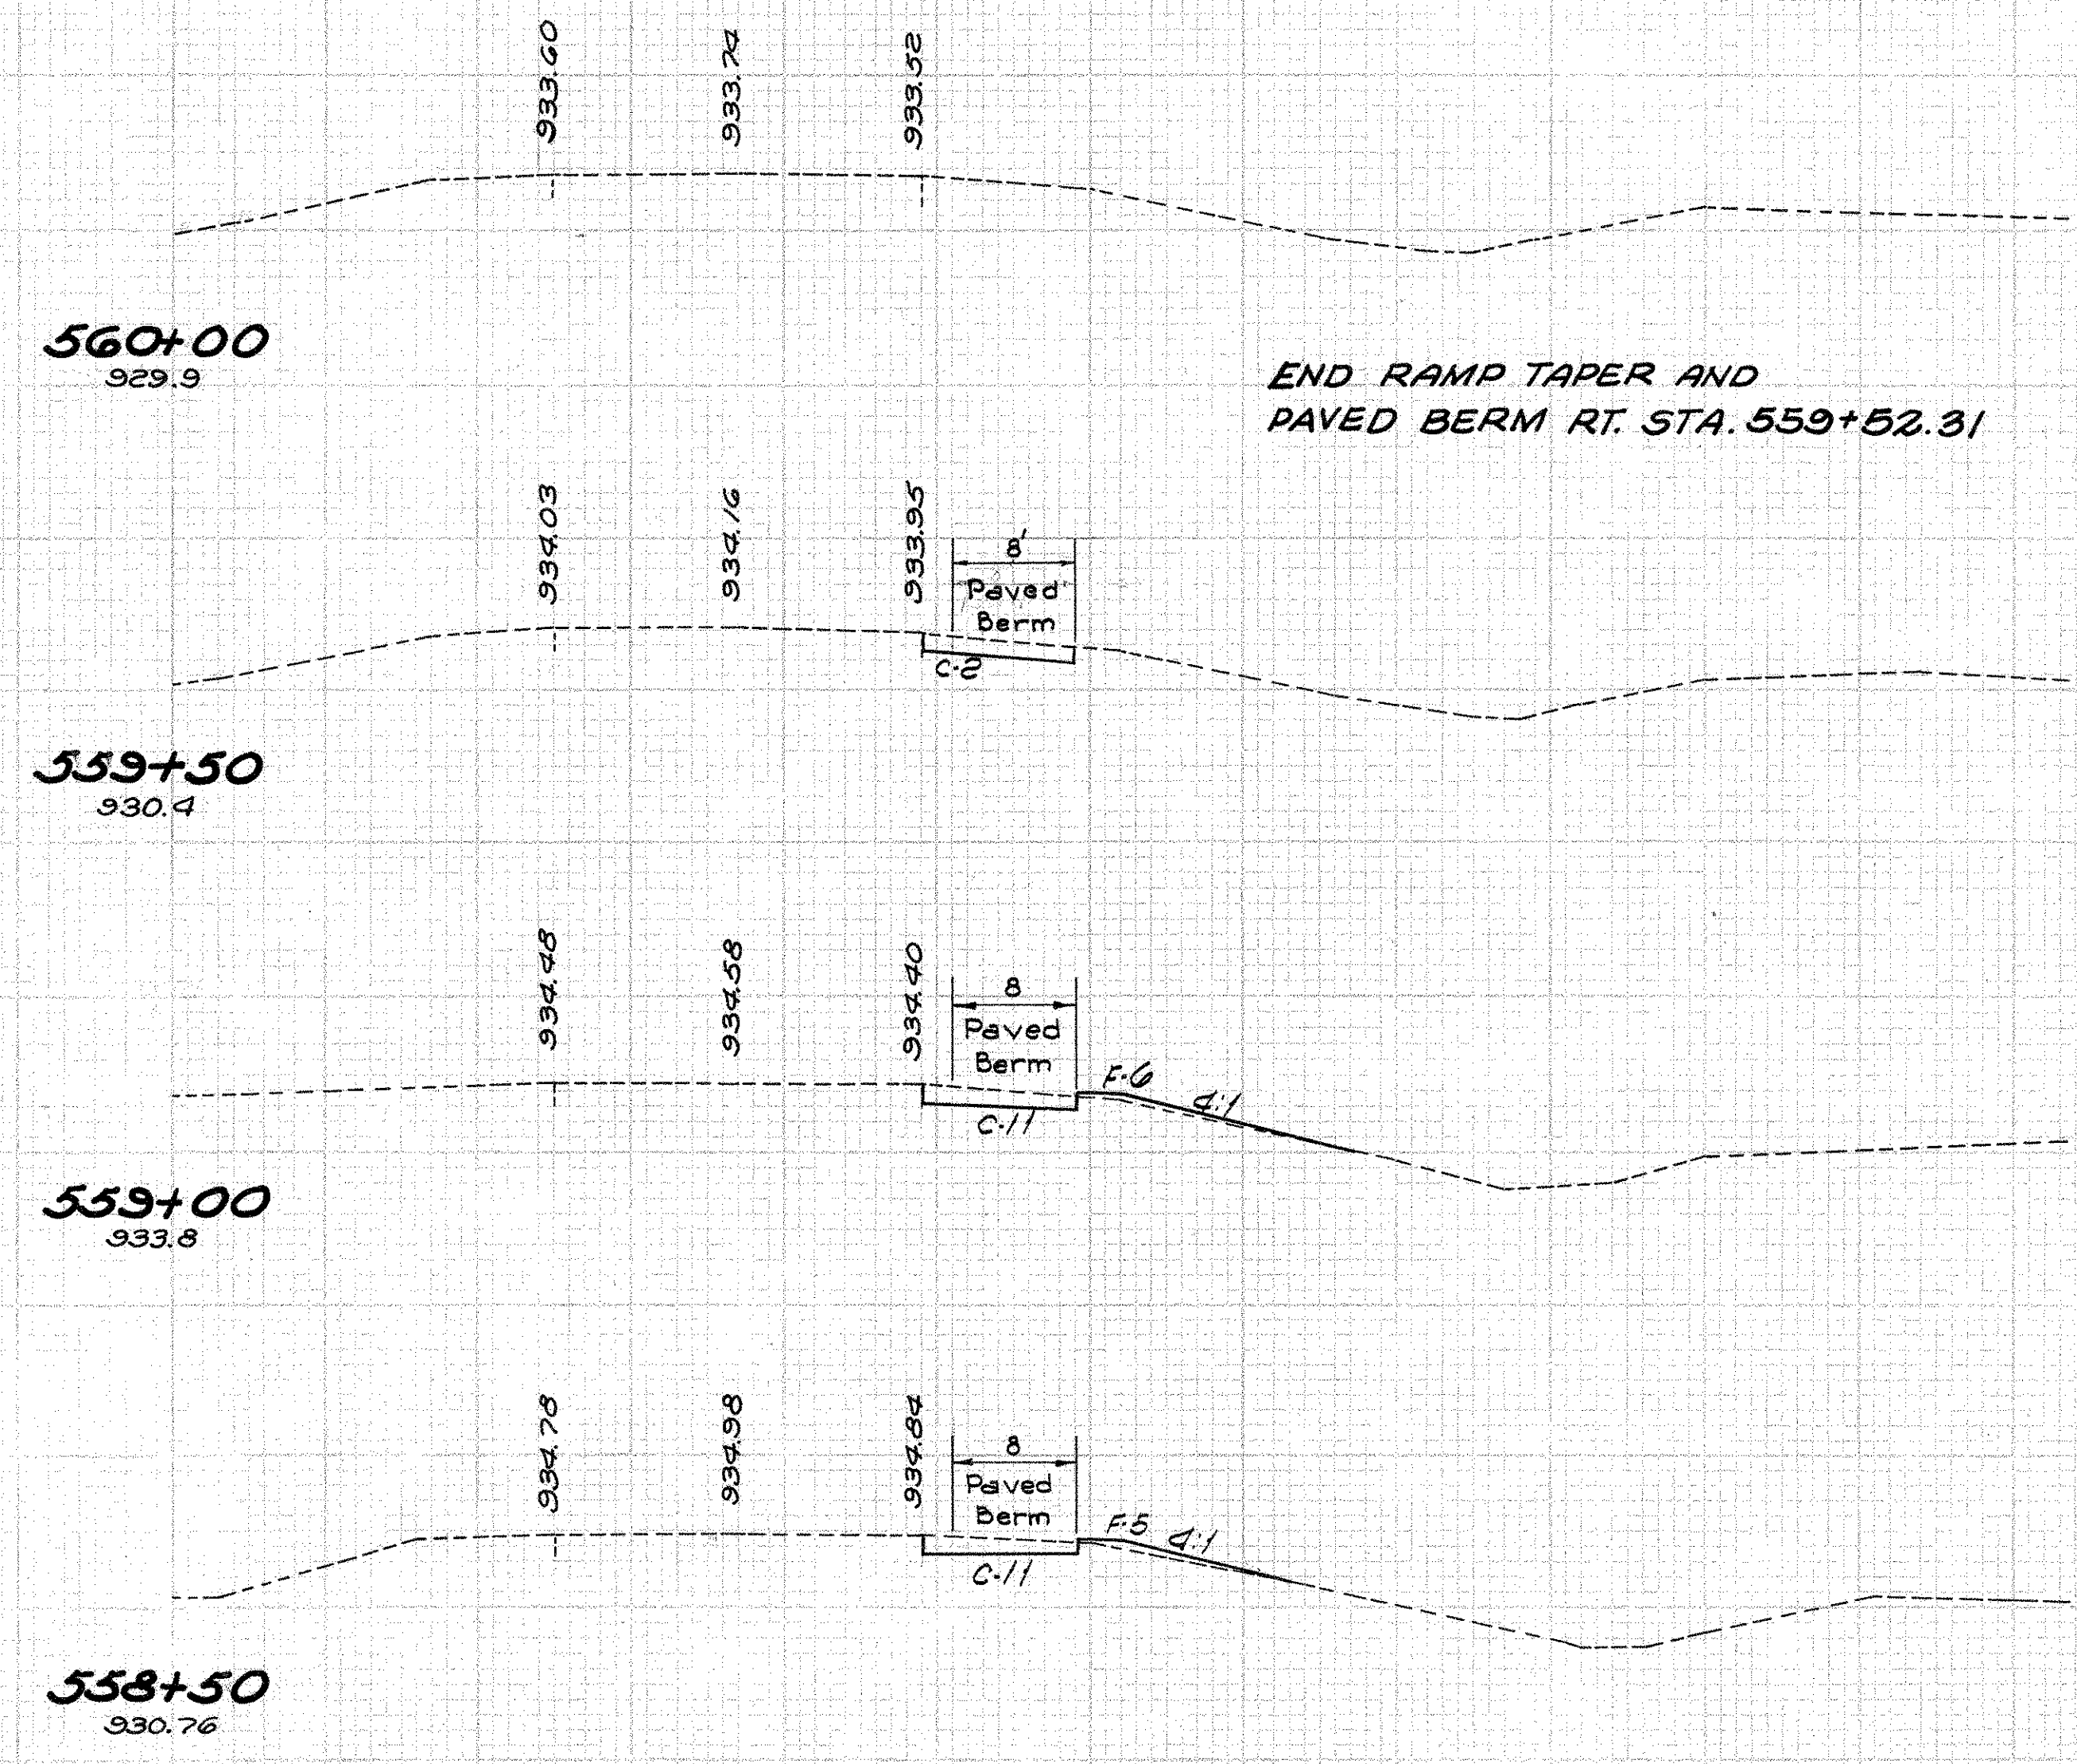 933.60
933.74
933.52
560+00
929.9
END RAMP TAPER AND
PAVED BERM RT. STA. 559+52.31
934.03
934.16
933.95
8'
Paved
Berm
C-2
559+50
930.4
934.48
934.58
934.40
8
Paved
Berm
F-6
4:1
C-11
559+00
933.8
934.78
934.98
934.84
8
Paved
Berm
F-5
4:1
C-11
558+50
930.76